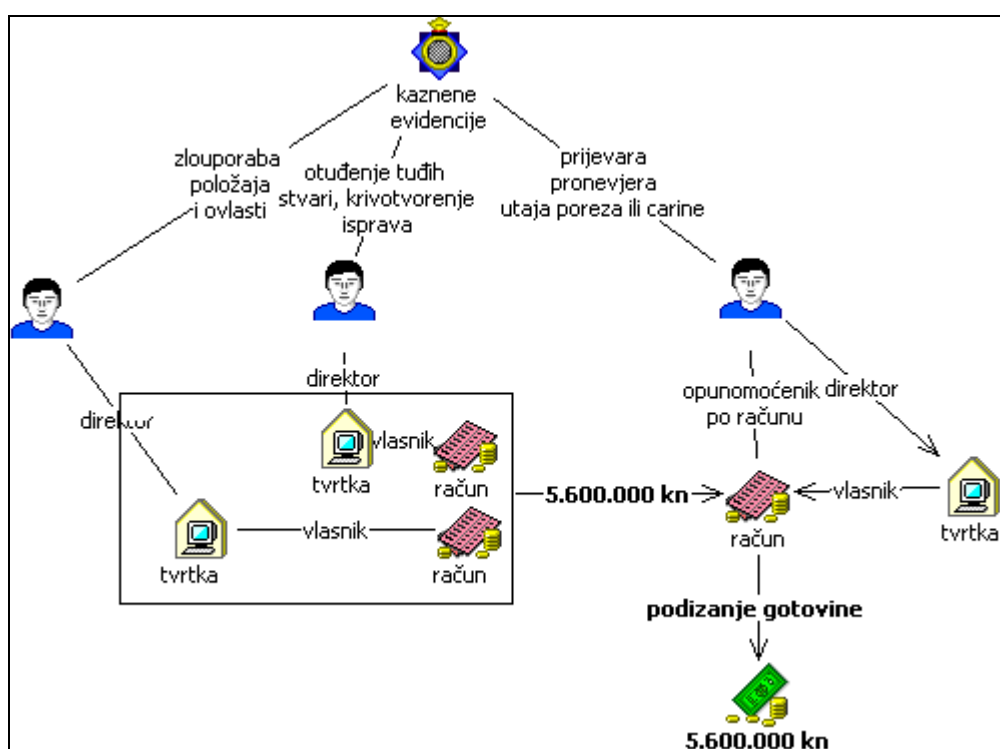 kaznene
evidencije
zlouporaba
položaja
i ovlasti
otuđenje tuđih
stvari, krivotvorenje
isprava
prijevara
pronevjera
utaja poreza ili carine
direktor
direktor
opunomoćenik
po računu
direktor
vlasnik
tvrtka
račun
5.600.000 kn
račun
vlasnik
tvrtka
tvrtka
vlasnik
račun
podizanje gotovine
5.600.000 kn